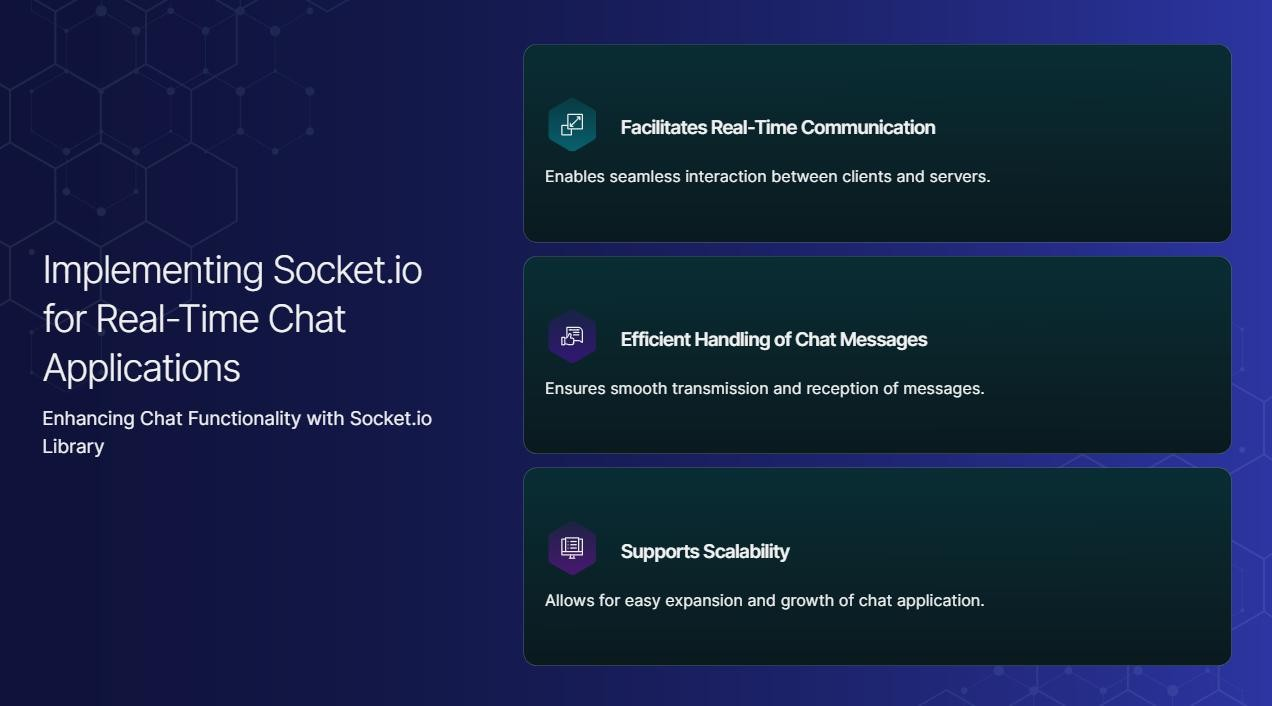 Implementing Socket.io
for Real-Time Chat
Applications
Enhancing Chat Functionality with Socket.io
Library
Facilitates Real-Time Communication
Enables seamless interaction between clients and servers.
Efficient Handling of Chat Messages
Ensures smooth transmission and reception of messages.
Supports Scalability
Allows for easy expansion and growth of chat application.